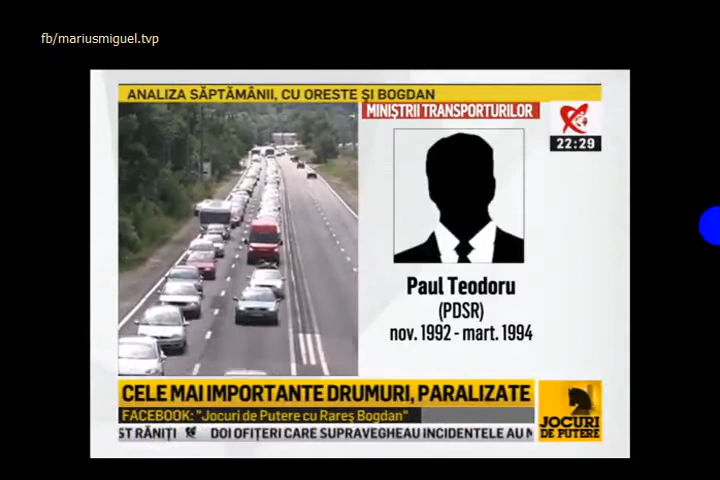 fb/mariusmiguel.tvp
ANALIZA SĂPTĂMÂNII, CU ORESTE ȘI BOGDAN
MINIȘTRII TRANSPORTURILOR
22:29
Paul Teodoru
(PDSR)
nov. 1992 - mart. 1994
CELE MAI IMPORTANTE DRUMURI, PARALIZATE
FACEBOOK: "Jocuri de Putere cu Rareș Bogdan"
JOCURI
DE PUTERE
ST RĂNIȚI DOI OFIȚERI CARE SUPRAVEGHEAU INCIDENTELE AU